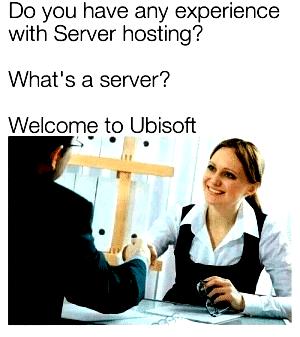 Do you have any experience
with Server hosting?
What's a server?
Welcome to Ubisoft